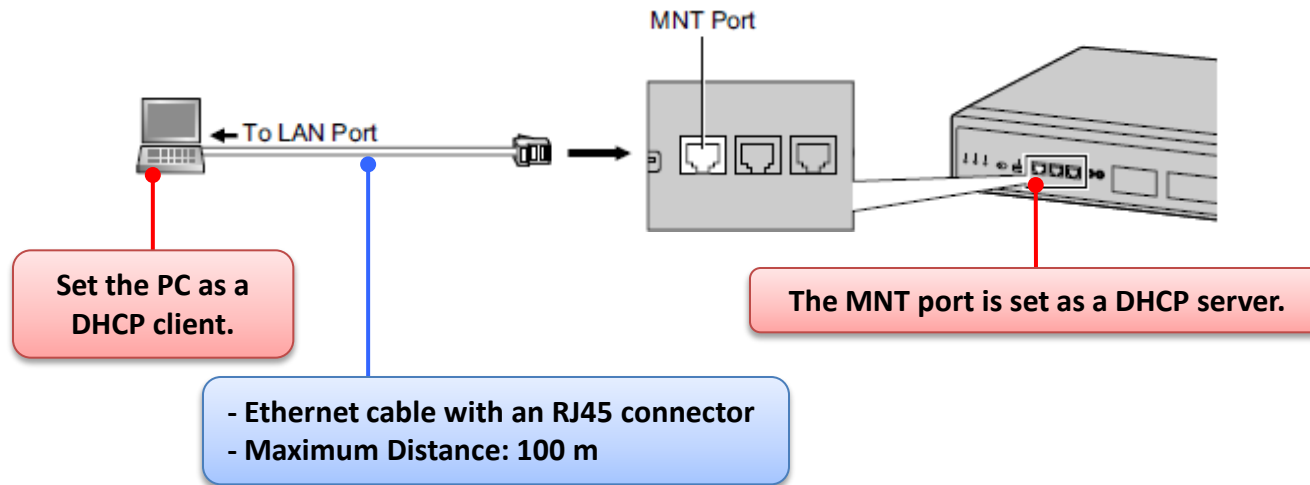 MNT Port
To LAN Port
Set the PC as a
DHCP client.
The MNT port is set as a DHCP server.
- Ethernet cable with an RJ45 connector
- Maximum Distance: 100 m